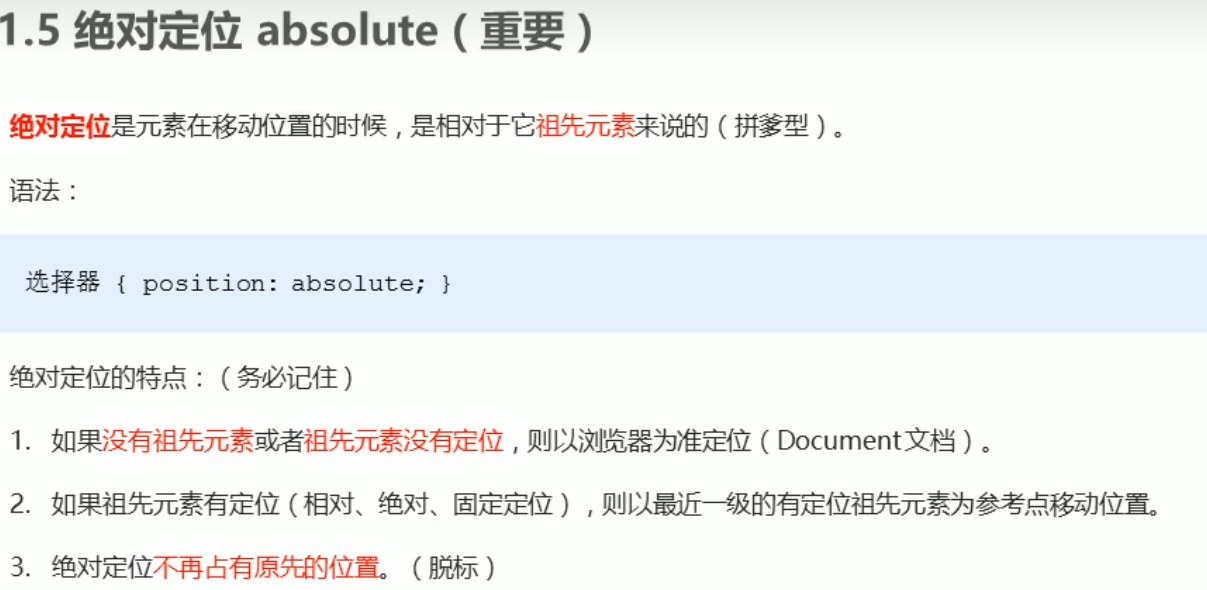 1.5 绝对定位 absolute（重要）
绝对定位是元素在移动位置的时候，是相对于它祖先元素来说的（拼爹型）。
语法：
选择器 { position: absolute; }
绝对定位的特点：（务必记住）
1. 如果没有祖先元素或者祖先元素没有定位，则以浏览器为准定位（Document文档）。
2. 如果祖先元素有定位（相对、绝对、固定定位），则以最近一级的有定位祖先元素为参考点移动位置。
3. 绝对定位不再占有原先的位置。（脱标）